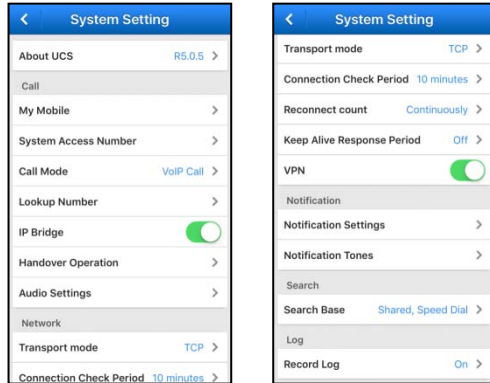 System Setting
About UCS R5.0.5
Call
My Mobile
System Access Number
Call Mode VoIP Call
Lookup Number
IP Bridge
Handover Operation
Audio Settings
Network
Transport mode TCP
Connection Check Period 10 minutes
System Setting
Transport mode TCP
Connection Check Period 10 minutes
Reconnect count Continuously
Keep Alive Response Period Off
VPN
Notification
Notification Settings
Notification Tones
Search
Search Base Shared, Speed Dial
Log
Record Log On